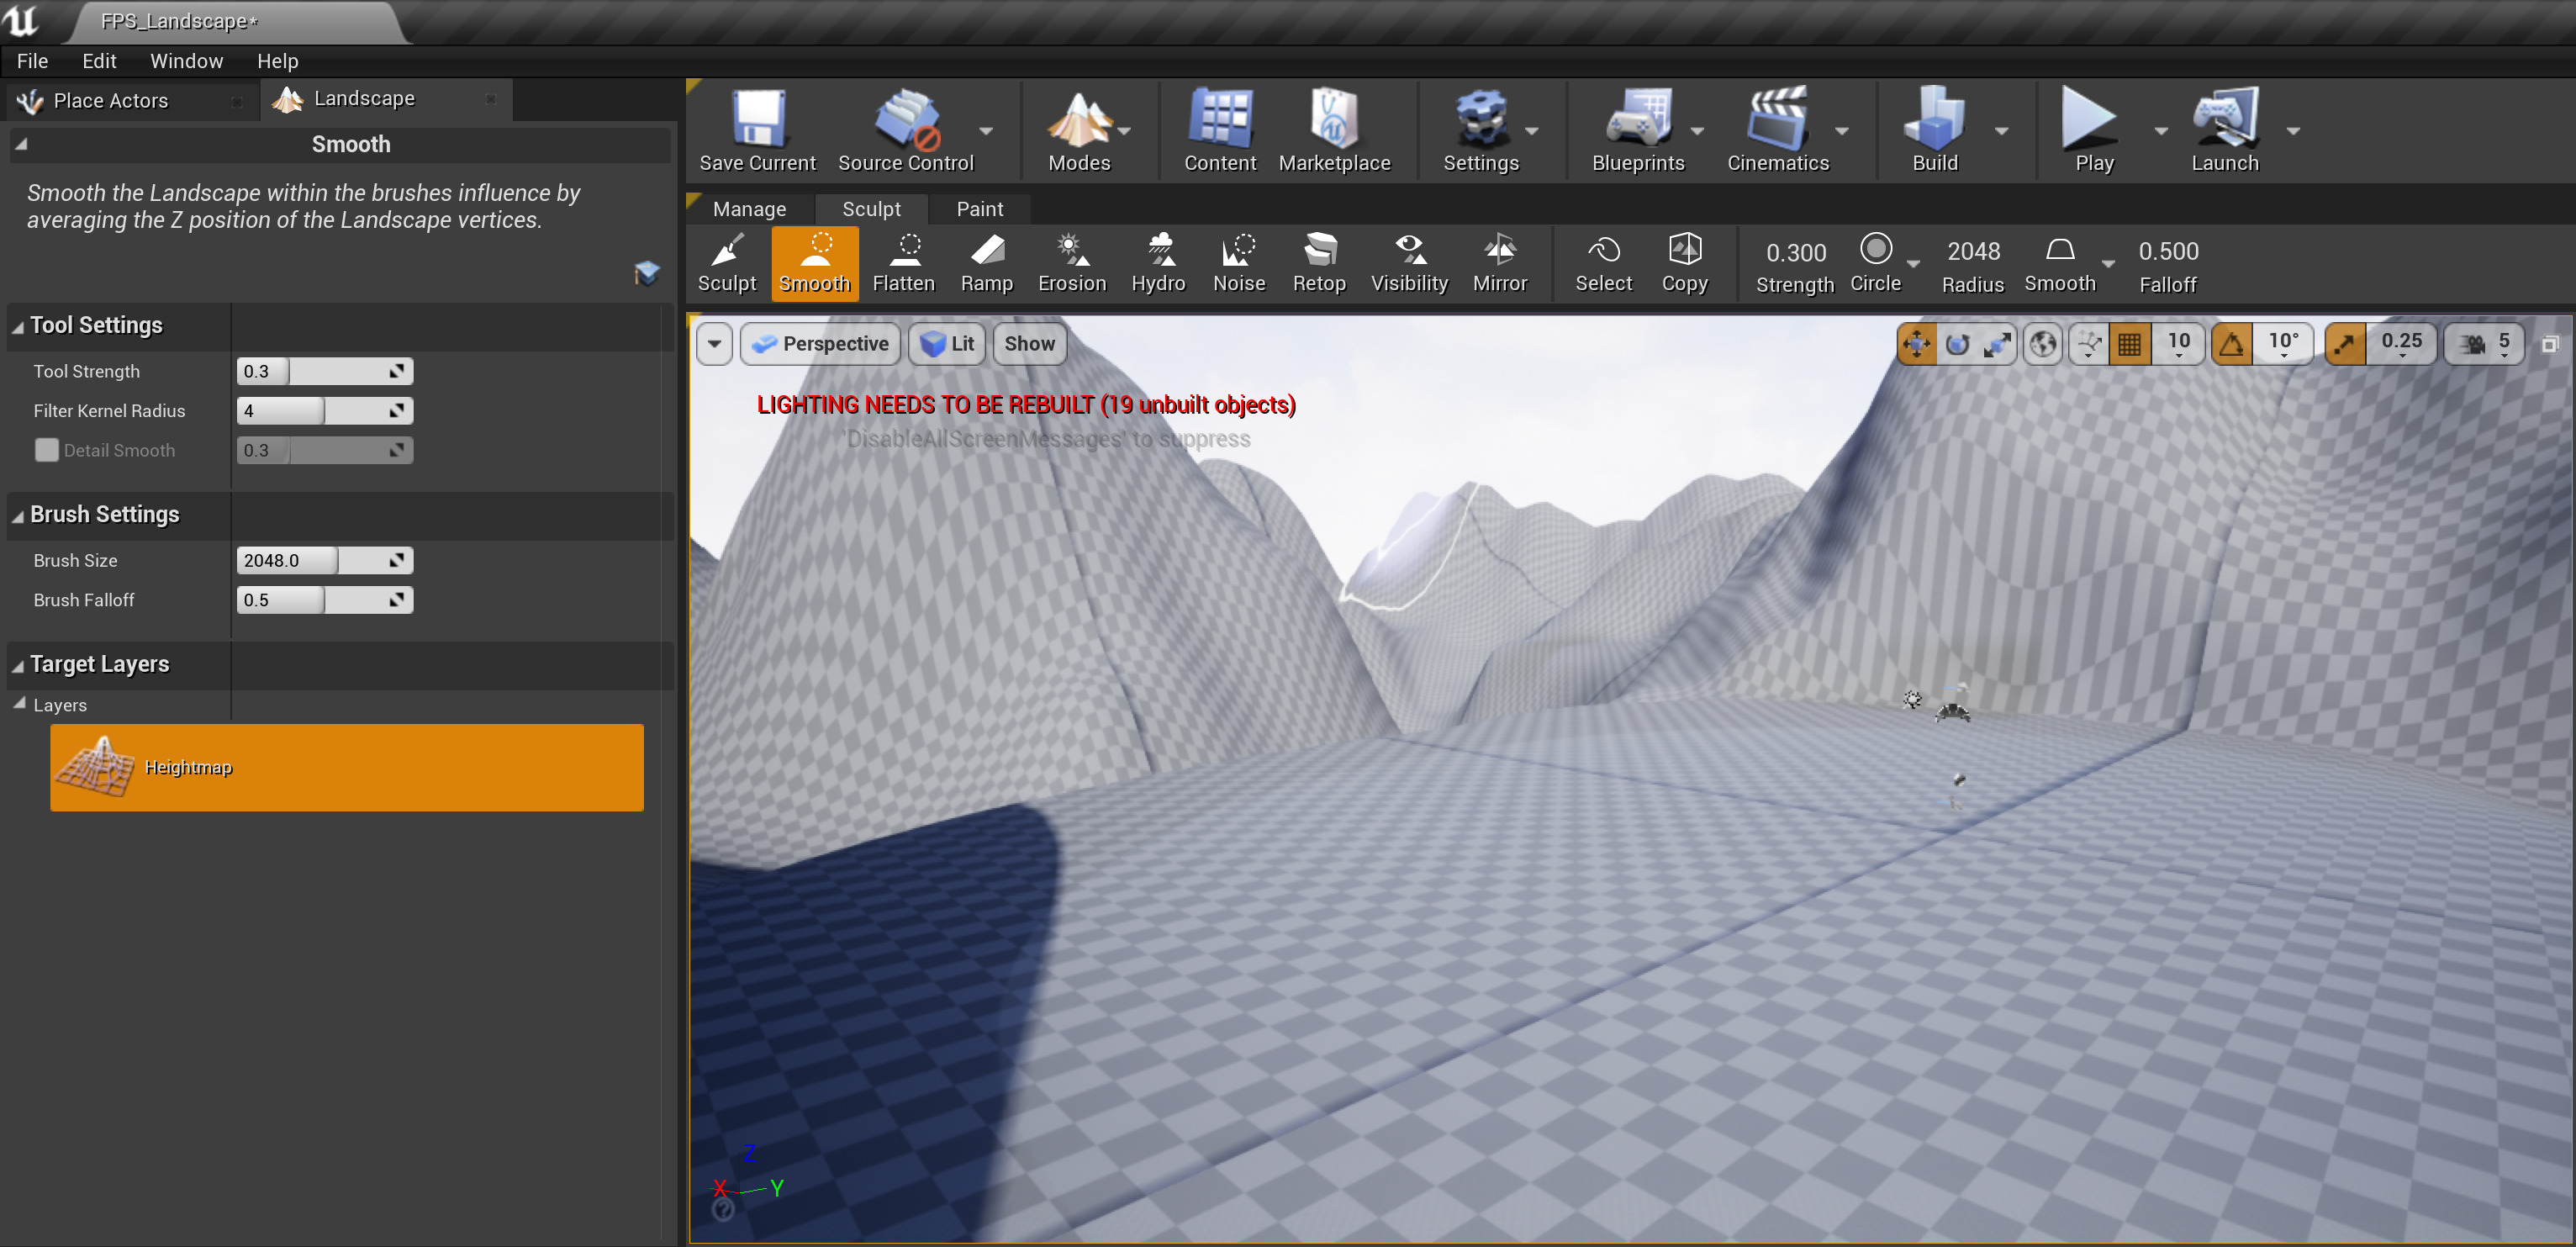 FPS_Landscape*
File Edit Window Help
Place Actors Landscape
Smooth
Smooth the Landscape within the brushes influence by
averaging the Z position of the Landscape vertices.
Tool Settings
Tool Strength 0.3
Filter Kernel Radius 4
Detail Smooth 0.3
Brush Settings
Brush Size 2048.0
Brush Falloff 0.5
Target Layers
Layers
Heightmap
Save Current Source Control Modes Content Marketplace Settings Blueprints Cinematics Build Play Launch
Manage Sculpt Paint
Sculpt Smooth Flatten Ramp Erosion Hydro Noise Retop Visibility Mirror Select Copy
0.300 2048 0.500
Strength Circle Radius Smooth Falloff
Perspective Lit Show 10 10° 0.25 5
LIGHTING NEEDS TO BE REBUILT (19 unbuilt objects)
'DisableAllScreenMessages' to suppress
Z
X Y